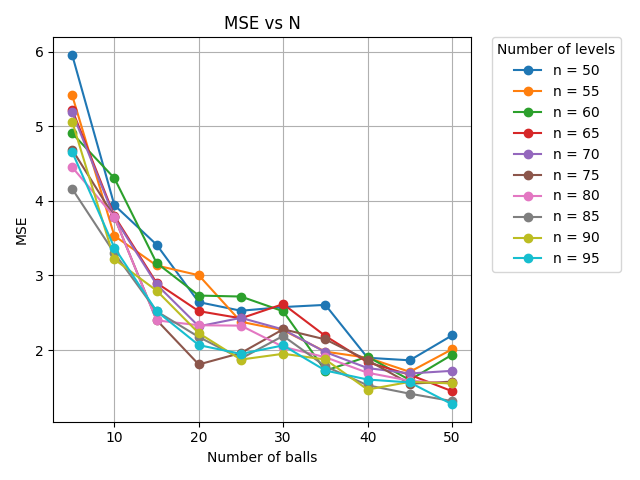 MSE vs N
6
5
4
3
2
MSE
10
20
30
40
50
Number of balls
Number of levels
n = 50
n = 55
n = 60
n = 65
n = 70
n = 75
n = 80
n = 85
n = 90
n = 95